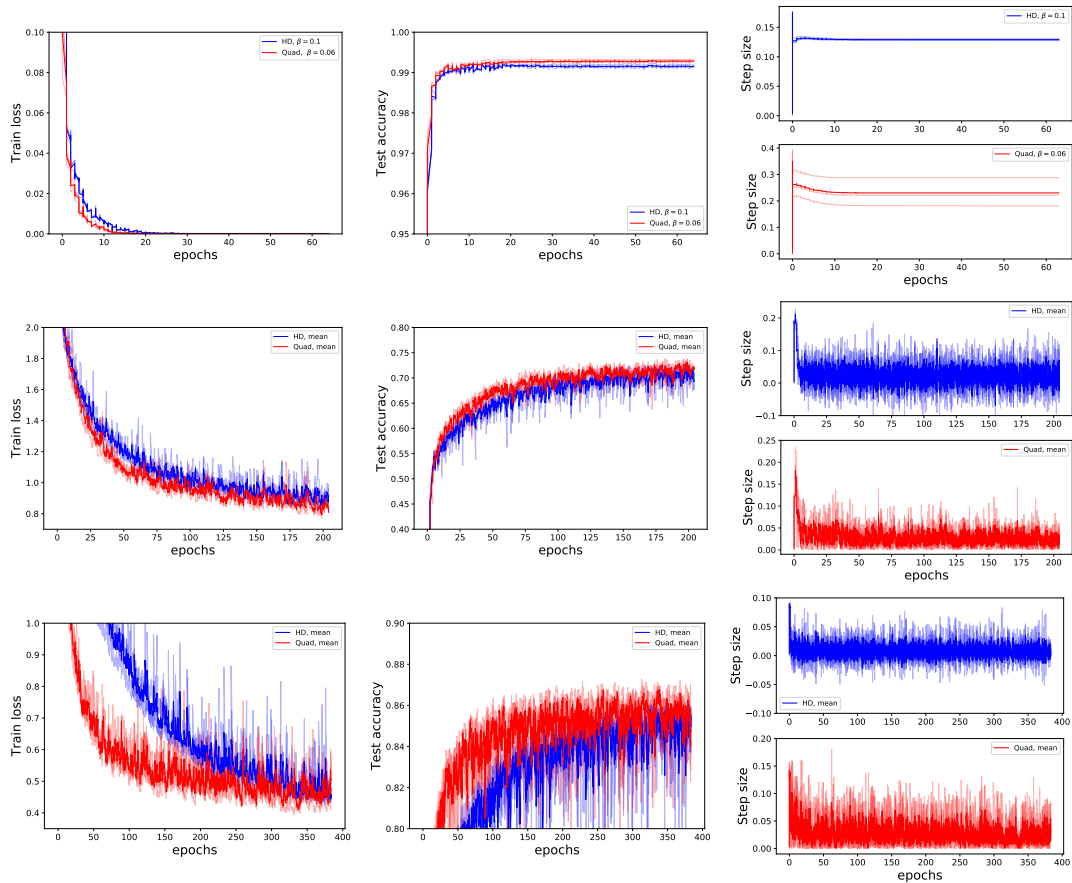 0.10
0.08
0.06
0.04
0.02
0.00
Train loss
HD, β = 0.1
Quad, β = 0.06
0 10 20 30 40 50 60
epochs
1.00
0.99
0.98
0.97
0.96
0.95
Test accuracy
HD, β = 0.1
Quad, β = 0.06
0 10 20 30 40 50 60
epochs
0.15
0.10
0.05
0.00
Step size
HD, β = 0.1
0 10 20 30 40 50 60
0.4
0.3
0.2
0.1
0.0
Step size
Quad, β = 0.06
0 10 20 30 40 50 60
epochs
2.0
1.8
1.6
1.4
1.2
1.0
0.8
Train loss
HD, mean
Quad, mean
0 25 50 75 100 125 150 175 200
epochs
0.80
0.75
0.70
0.65
0.60
0.55
0.50
0.45
0.40
Test accuracy
HD, mean
Quad, mean
0 25 50 75 100 125 150 175 200
epochs
0.2
0.1
0.0
−0.1
Step size
HD, mean
0 25 50 75 100 125 150 175 200
0.25
0.20
0.15
0.10
0.05
0.00
Step size
Quad, mean
0 25 50 75 100 125 150 175 200
epochs
1.0
0.9
0.8
0.7
0.6
0.5
0.4
Train loss
HD, mean
Quad, mean
0 50 100 150 200 250 300 350 400
epochs
0.90
0.88
0.86
0.84
0.82
0.80
Test accuracy
HD, mean
Quad, mean
0 50 100 150 200 250 300 350 400
epochs
0.10
0.05
0.00
−0.05
−0.10
Step size
HD, mean
0 50 100 150 200 250 300 350 400
0.20
0.15
0.10
0.05
0.00
Step size
Quad, mean
0 50 100 150 200 250 300 350 400
epochs